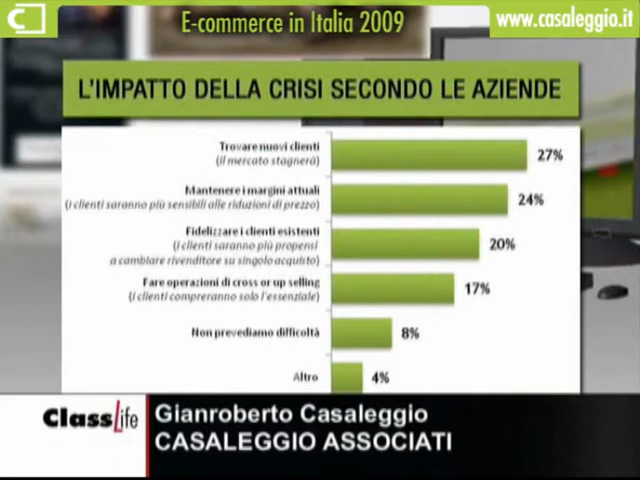 E-commerce in Italia 2009
www.casaleggio.it
L'IMPATTO DELLA CRISI SECONDO LE AZIENDE
Trovare nuovi clienti
(il mercato stagnerà)
27%
Mantenere i margini attuali
(i clienti saranno più sensibili alle riduzioni di prezzo)
24%
Fidelizzare i clienti esistenti
(i clienti saranno più propensi
a cambiare rivenditore su singolo acquisto)
20%
Fare operazioni di cross or up selling
(i clienti compreranno solo l'essenziale)
17%
Non prevediamo difficoltà
8%
Altro
4%
ClassLife
Gianroberto Casaleggio
CASALEGGIO ASSOCIATI